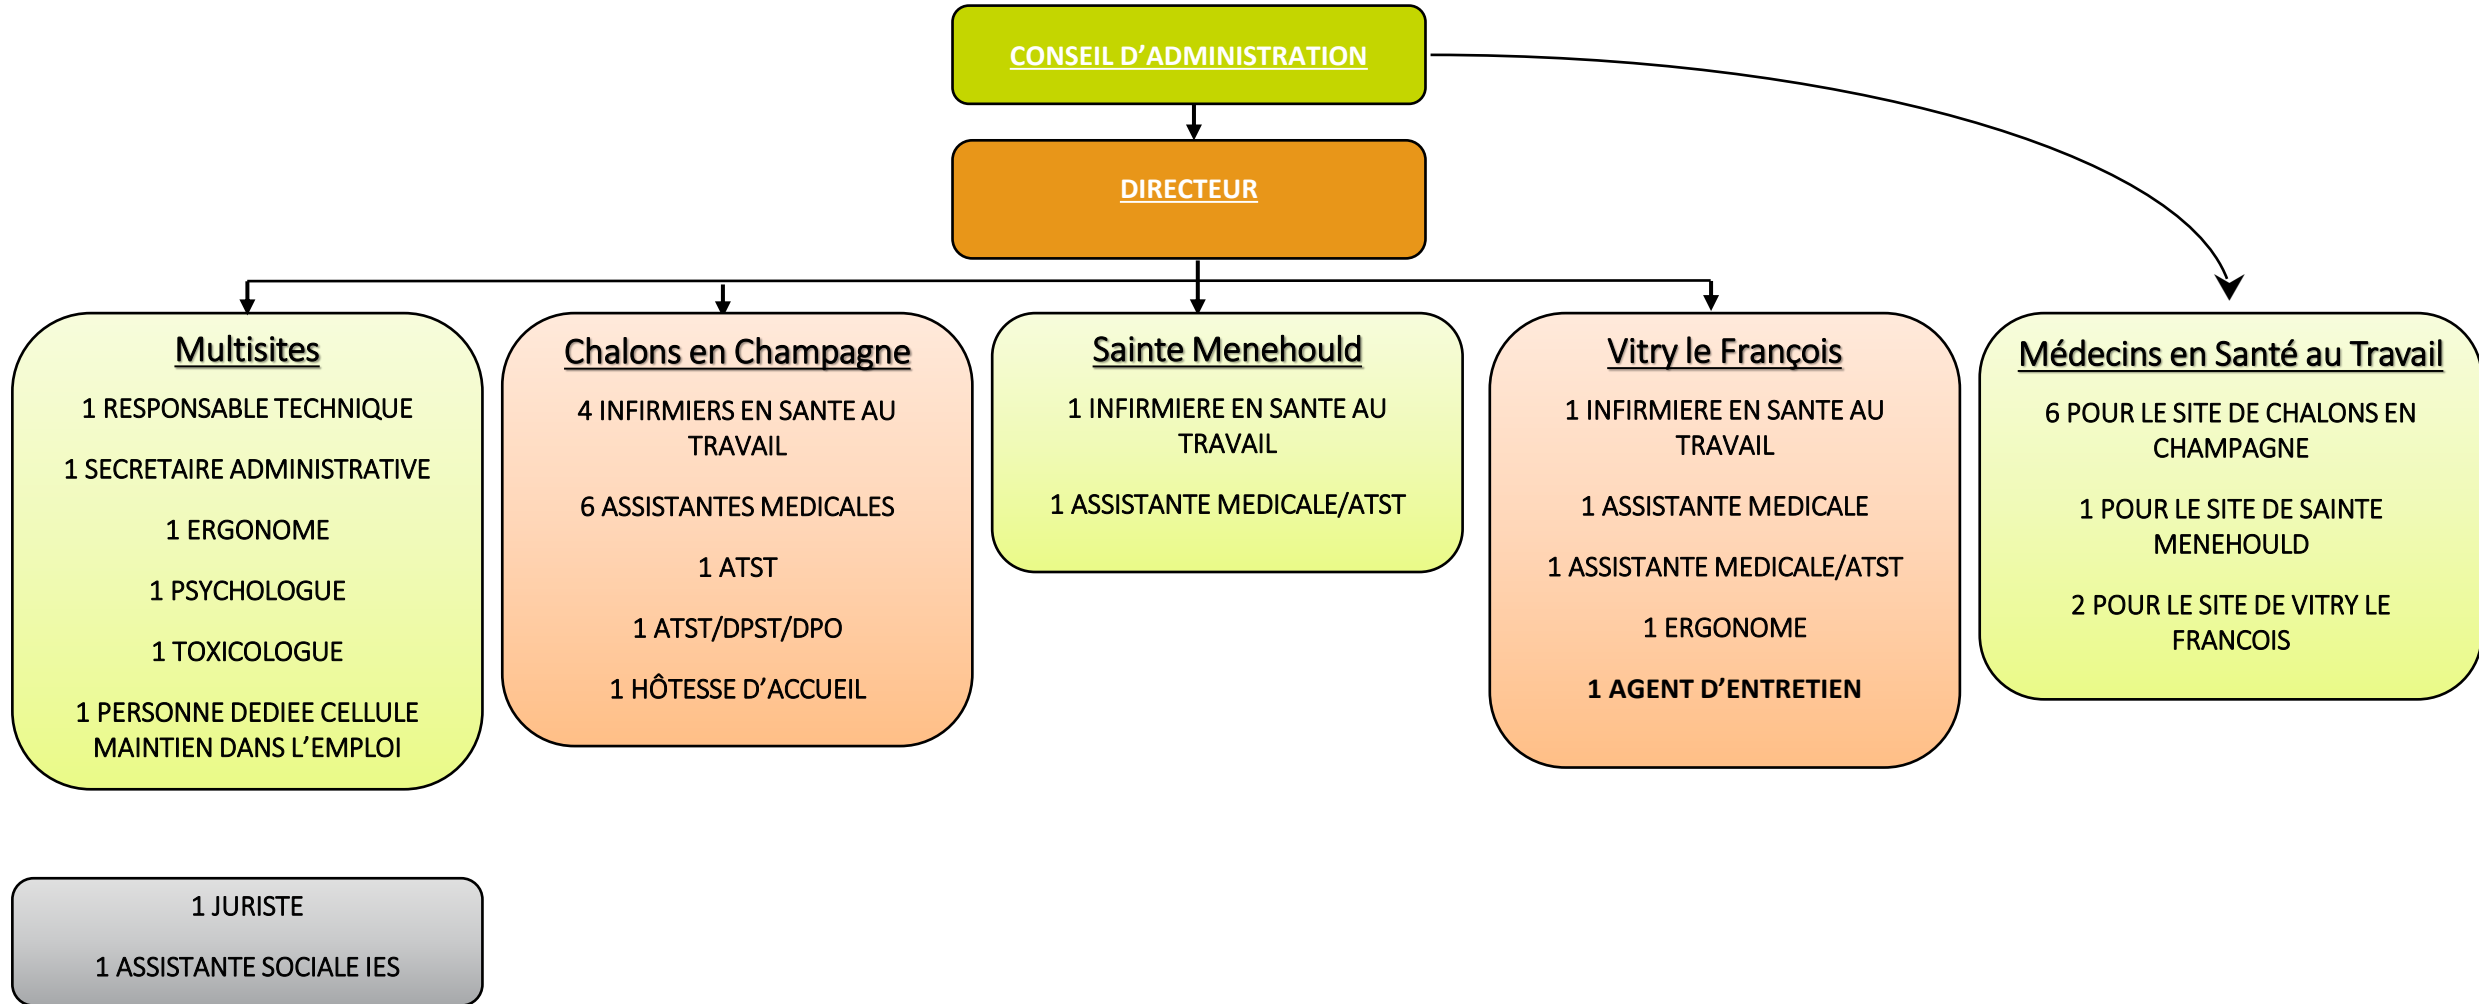 CONSEIL D’ADMINISTRATION
DIRECTEUR
Multisites
1 RESPONSABLE TECHNIQUE
1 SECRETAIRE ADMINISTRATIVE
1 ERGONOME
1 PSYCHOLOGUE
1 TOXICOLOGUE
1 PERSONNE DEDIEE CELLULE
MAINTIEN DANS L’EMPLOI
Chalons en Champagne
4 INFIRMIERS EN SANTE AU
TRAVAIL
6 ASSISTANTES MEDICALES
1 ATST
1 ATST/DPST/DPO
1 HÔTESSE D’ACCUEIL
Sainte Menehould
1 INFIRMIERE EN SANTE AU
TRAVAIL
1 ASSISTANTE MEDICALE/ATST
Vitry le François
1 INFIRMIERE EN SANTE AU
TRAVAIL
1 ASSISTANTE MEDICALE
1 ASSISTANTE MEDICALE/ATST
1 ERGONOME
1 AGENT D’ENTRETIEN
Médecins en Santé au Travail
6 POUR LE SITE DE CHALONS EN
CHAMPAGNE
1 POUR LE SITE DE SAINTE
MENEHOULD
2 POUR LE SITE DE VITRY LE
FRANCOIS
1 JURISTE
1 ASSISTANTE SOCIALE IES